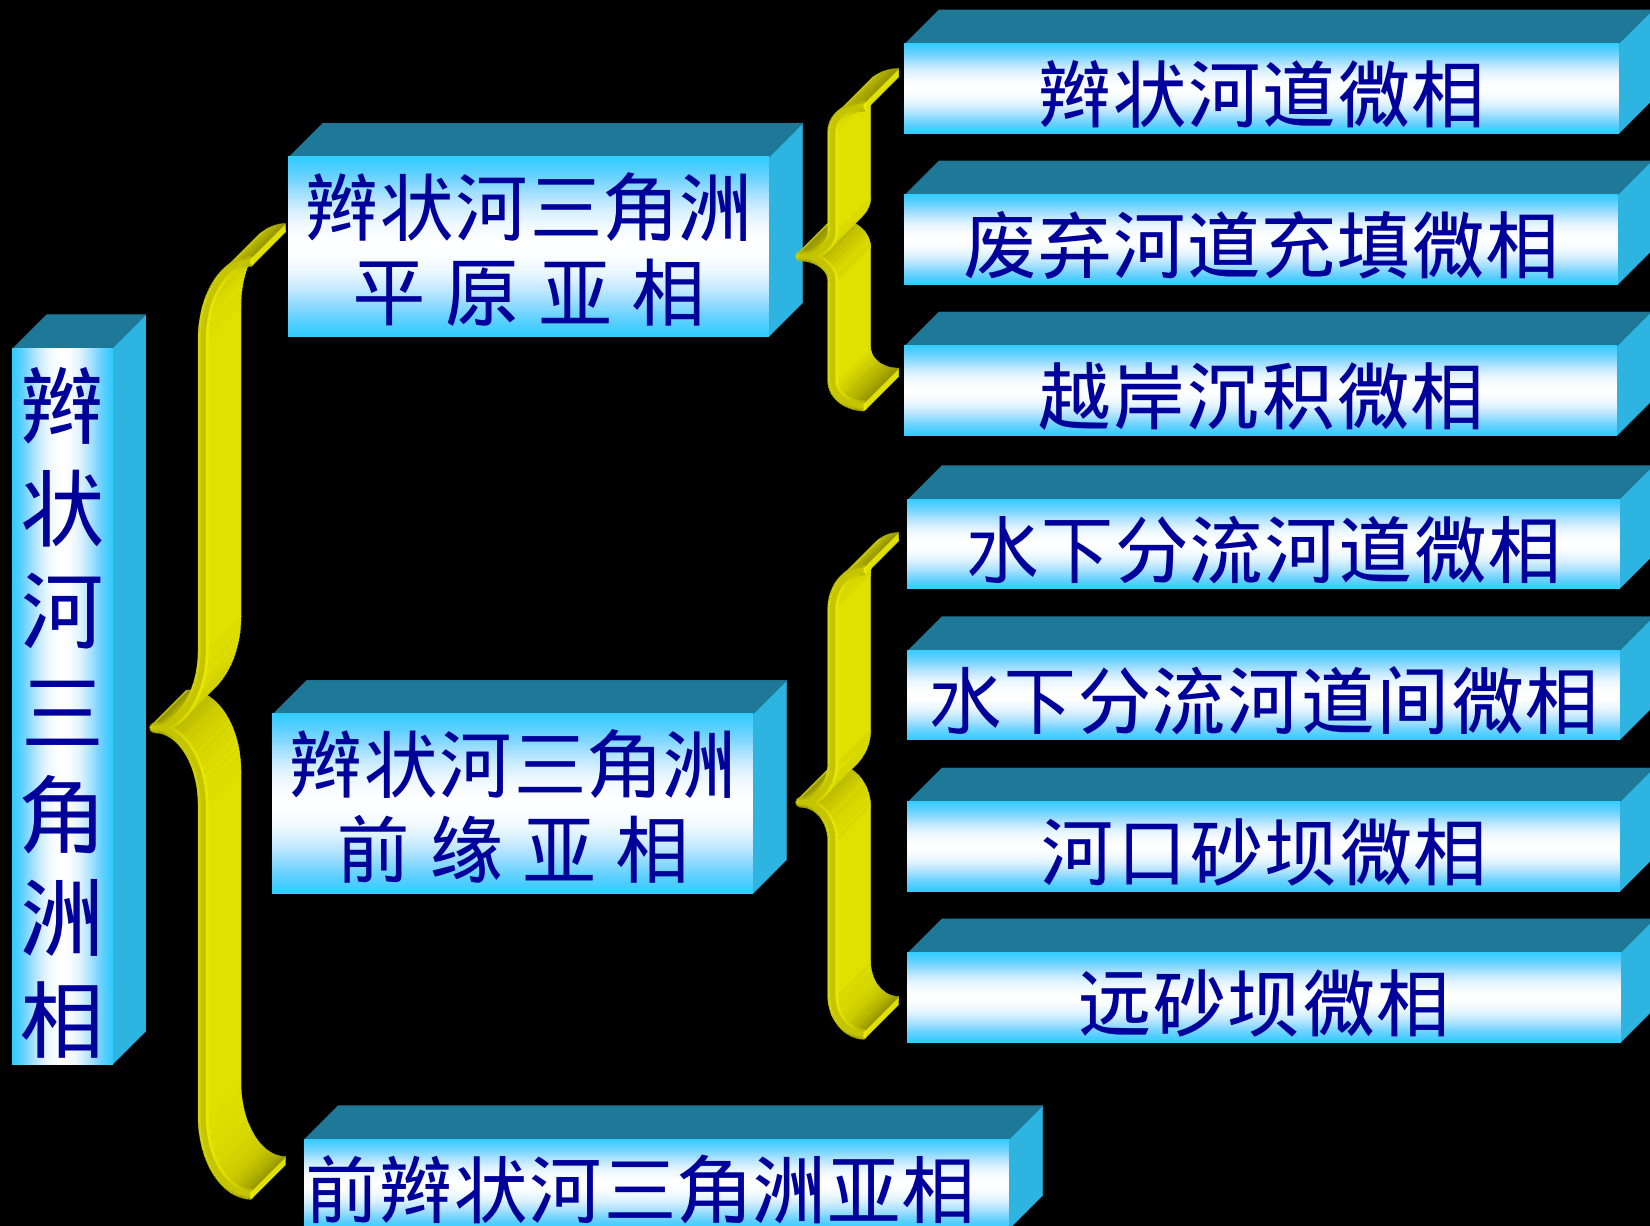 辫状河三角洲相
辫状河三角洲
平原亚相
辫状河道微相
废弃河道充填微相
越岸沉积微相
辫状河三角洲
前缘亚相
水下分流河道微相
水下分流河道间微相
河口砂坝微相
远砂坝微相
前辫状河三角洲亚相